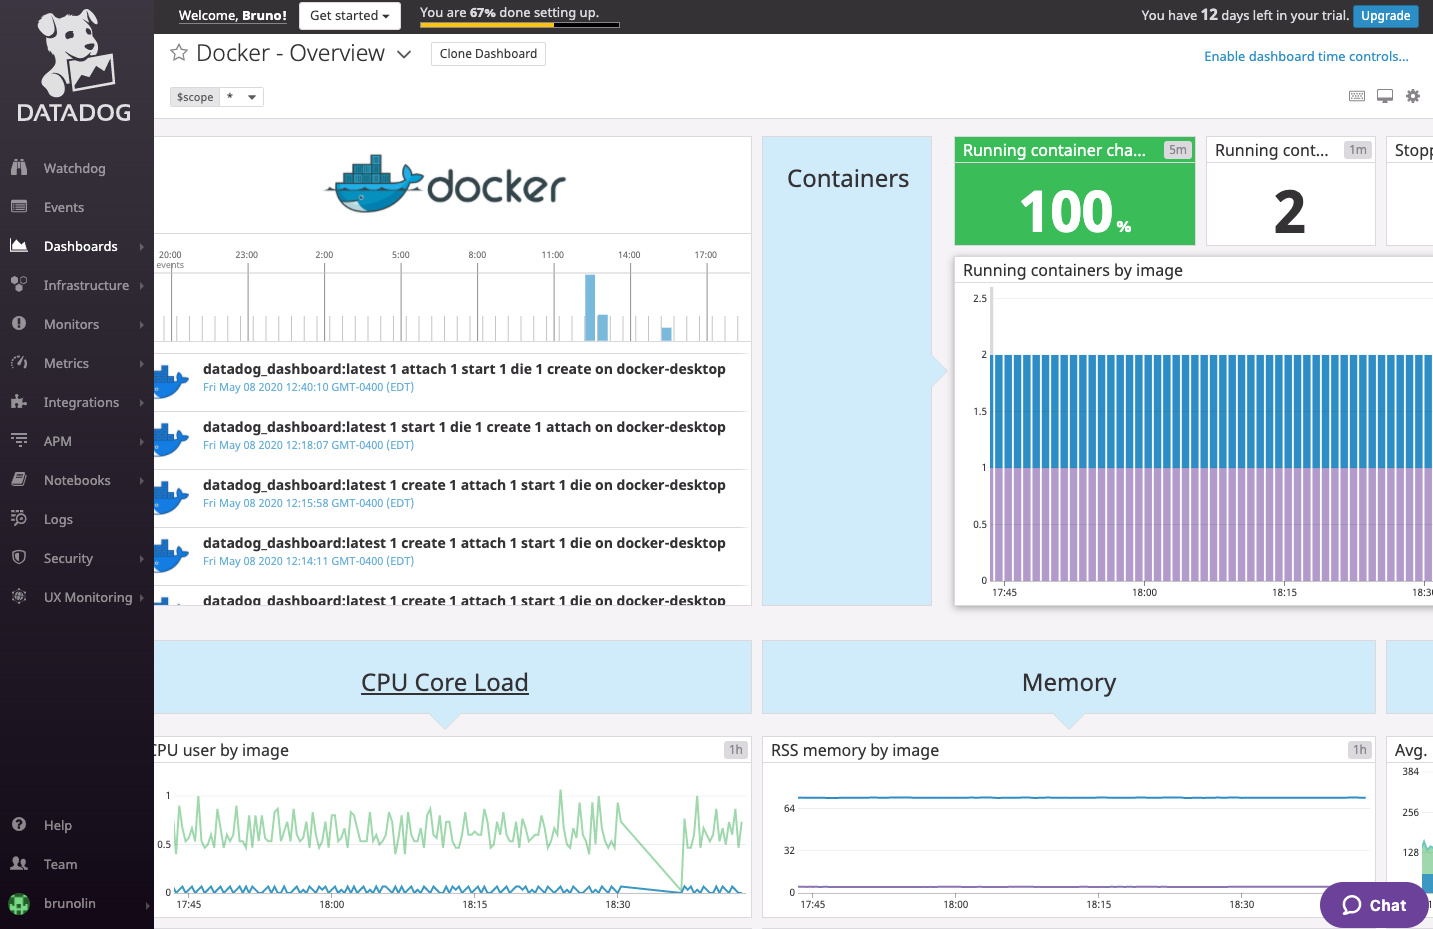 Welcome, Bruno!
Get started
You are 67% done setting up.
You have 12 days left in your trial.
Upgrade
DATADOG
Docker - Overview
Clone Dashboard
Enable dashboard time controls...
$scope
*
Watchdog
Events
Dashboards
Infrastructure
Monitors
Metrics
Integrations
APM
Notebooks
Logs
Security
UX Monitoring
Help
Team
brunolin
docker
20:00 23:00 2:00 5:00 8:00 11:00 14:00 17:00
events
datadog_dashboard:latest 1 attach 1 start 1 die 1 create on docker-desktop
Fri May 08 2020 12:40:10 GMT-0400 (EDT)
datadog_dashboard:latest 1 start 1 die 1 create 1 attach on docker-desktop
Fri May 08 2020 12:18:07 GMT-0400 (EDT)
datadog_dashboard:latest 1 create 1 attach 1 start 1 die on docker-desktop
Fri May 08 2020 12:15:58 GMT-0400 (EDT)
datadog_dashboard:latest 1 create 1 attach 1 start 1 die on docker-desktop
Fri May 08 2020 12:14:11 GMT-0400 (EDT)
datadog_dashboard:latest 1 create 1 attach 1 start 1 die on docker-desktop
Containers
Running container cha...
5m
100%
Running cont...
1m
2
Stopp
Running containers by image
2.5
2
1.5
1
0.5
0
17:45 18:00 18:15 18:30
CPU Core Load
Memory
CPU user by image
1h
1
0.5
0
17:45 18:00 18:15 18:30
RSS memory by image
1h
64
32
0
17:45 18:00 18:15 18:30
Avg.
384
256
128
Chat